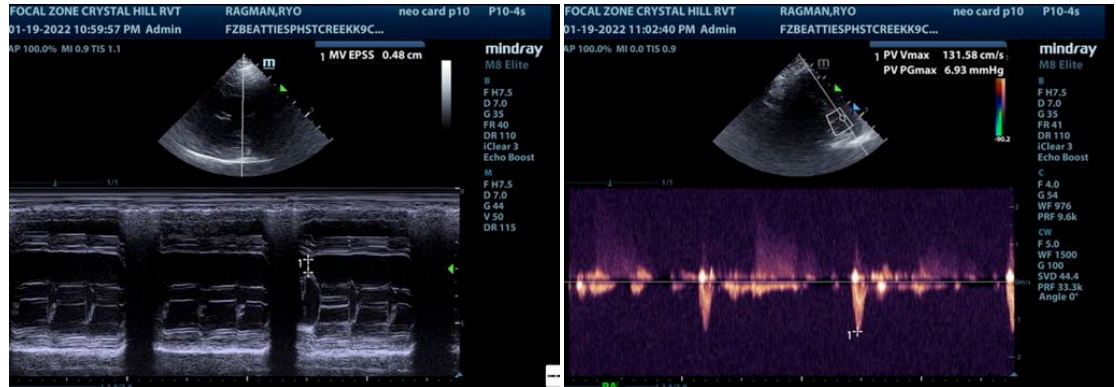 FOCAL ZONE CRYSTAL HILL RVT RAGMAN,RYO neo card p10 P10-4s
01-19-2022 10:59:57 PM Admin FZBEATTIESPHSTCREEKK9C...
AP 100.0% MI 0.9 TIS 1.1
1 MV EPSS 0.48 cm
mindray
M8 Elite
m
B
F H7.5
D 7.0
G 35
FR 40
DR 110
iClear 3
Echo Boost
M
F H7.5
D 7.0
G 44
V 50
DR 115
1/1
1
FOCAL ZONE CRYSTAL HILL RVT RAGMAN,RYO neo card p10 P10-4s
01-19-2022 11:02:40 PM Admin FZBEATTIESPHSTCREEKK9C...
AP 100.0% MI 0.0 TIS 0.9
1 PV Vmax 131.58 cm/s
PV PGmax 6.93 mmHg
mindray
M8 Elite
m
-90.2
B
F H7.5
D 7.0
G 35
FR 41
DR 110
iClear 3
Echo Boost
C
F 4.0
G 54
WF 976
PRF 9.6k
CW
F 5.0
WF 1500
G 100
SVD 44.4
PRF 33.3k
Angle 0°
1/1
1
PA